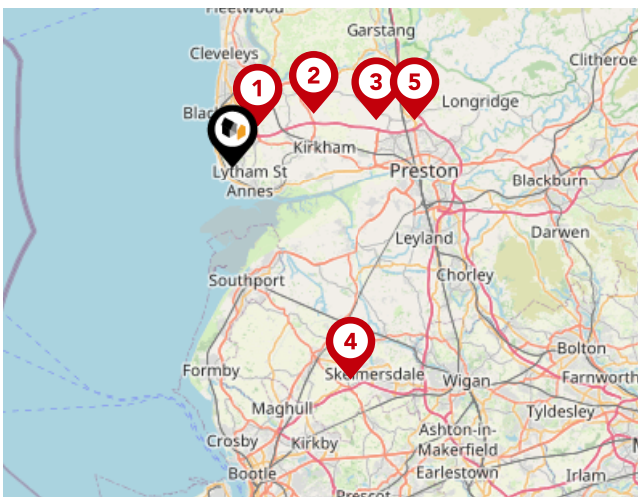 Fleetwood
Garstang
Cleveleys
Clitheroe
1
2
3
5
Longridge
Blac
Kirkham
Lytham St
Annes
Preston
Blackburn
Leyland
Darwen
Southport
Chorley
4
Bolton
Formby
Skelmersdale
Wigan
Farnworth
Maghull
Tyldesley
Crosby
Kirkby
Ashton-in-
Makerfield
Bootle
Earlestown
Irlam
Prescot